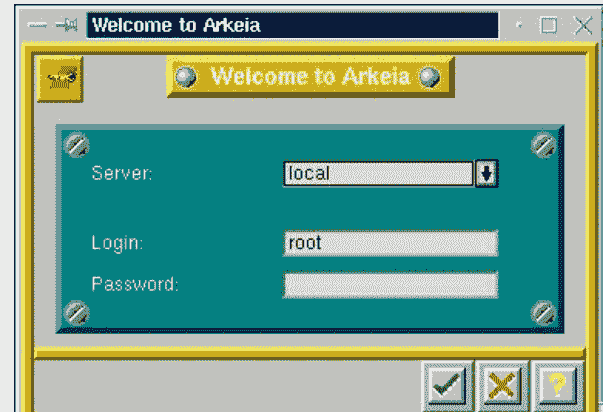 Welcome to Arkeia
Welcome to Arkeia
Server:
local
Login:
root
Password:
?